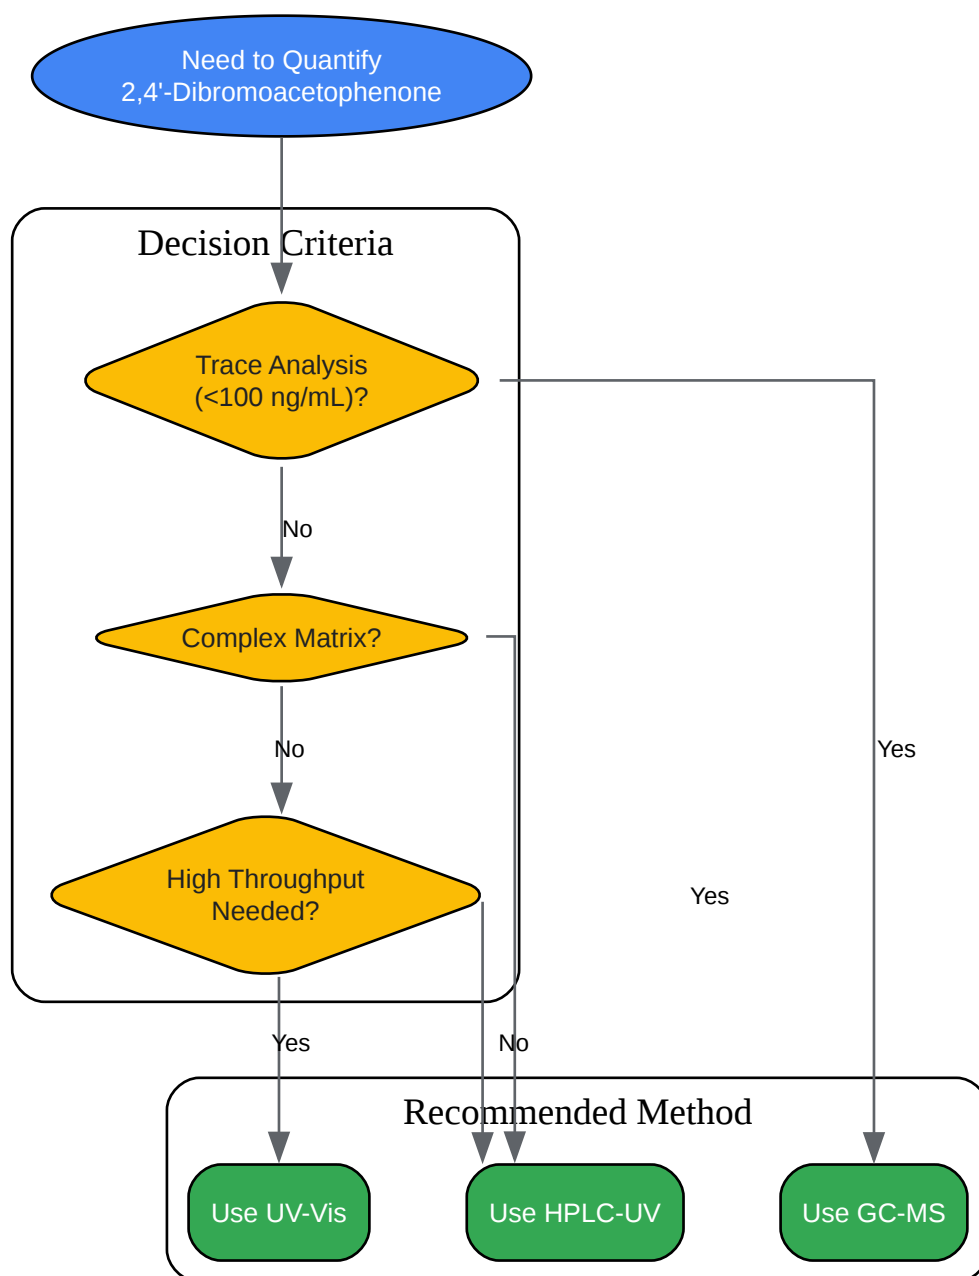 Need to Quantify
2,4'-Dibromoacetophenone
Decision Criteria
Trace Analysis
(<100 ng/mL)?
No
Complex Matrix?
No
Yes
High Throughput
Needed?
Yes
Yes
No
Recommended Method
Use UV-Vis
Use HPLC-UV
Use GC-MS